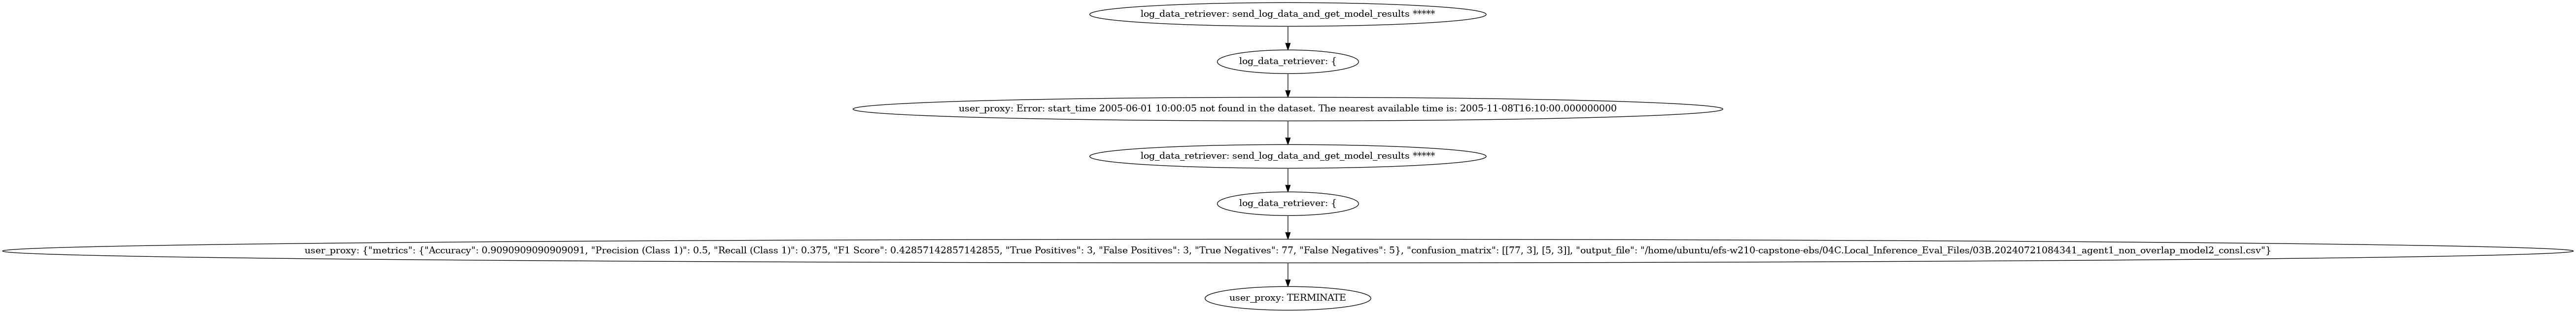 log_data_retriever: send_log_data_and_get_model_results *****
log_data_retriever: {
user_proxy: Error: start_time 2005-06-01 10:00:05 not found in the dataset. The nearest available time is: 2005-11-08T16:10:00.000000000
log_data_retriever: send_log_data_and_get_model_results *****
log_data_retriever: {
user_proxy: {"metrics": {"Accuracy": 0.9090909090909091, "Precision (Class 1)": 0.5, "Recall (Class 1)": 0.375, "F1 Score": 0.42857142857142855, "True Positives": 3, "False Positives": 3, "True Negatives": 77, "False Negatives": 5}, "confusion_matrix": [[77, 3], [5, 3]], "output_file": "/home/ubuntu/efs-w210-capstone-ebs/04C.Local_Inference_Eval_Files/03B.20240721084341_agent1_non_overlap_model2_consl.csv"}
user_proxy: TERMINATE